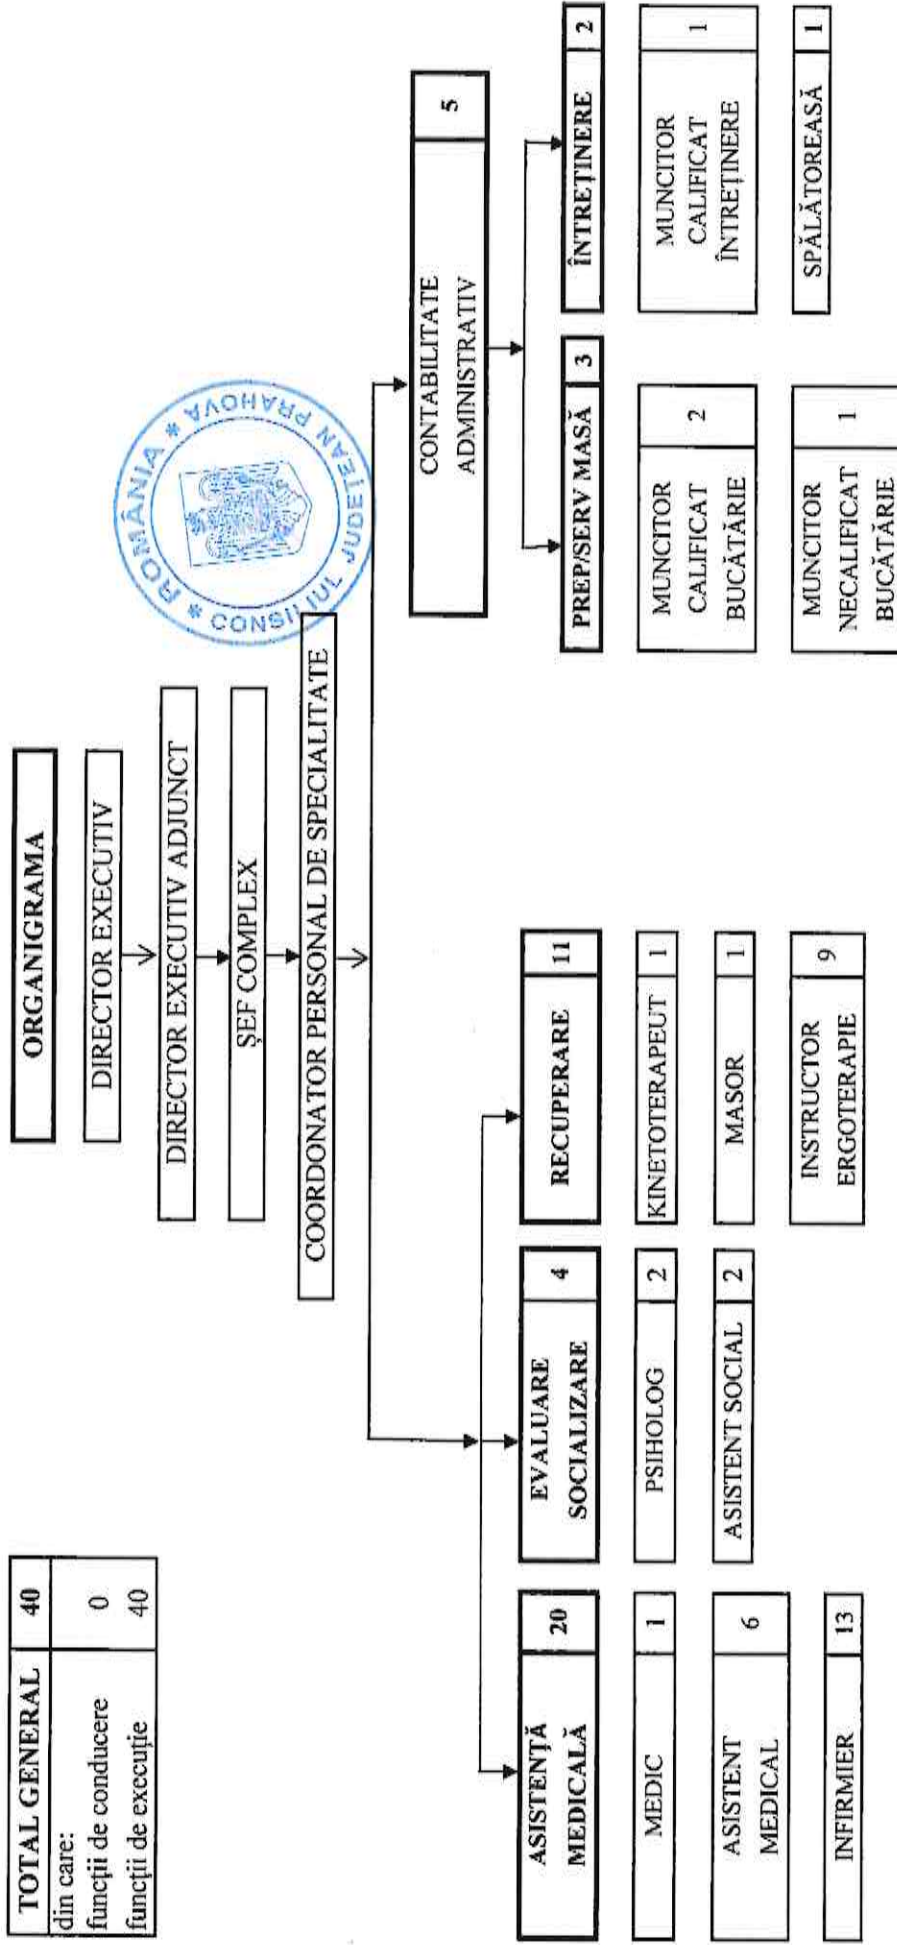 TOTAL GENERAL 40
din care:
funcții de conducere 0
funcții de execuție 40
ORGANIGRAMA
DIRECTOR EXECUTIV
DIRECTOR EXECUTIV ADJUNCT
ȘEF COMPLEX
COORDONATOR PERSONAL DE SPECIALITATE
* ROMÂNIA *
CONSILIUL JUDEȚEAN PRAHOVA
CONTABILITATE 5
ADMINISTRATIV
ASISTENȚĂ 20
MEDICALĂ
MEDIC 1
ASISTENT 6
MEDICAL
INFIRMIER 13
EVALUARE 4
SOCIALIZARE
PSIHOLOG 2
ASISTENT SOCIAL 2
RECUPERARE 11
KINETOTERAPEUT 1
MASOR 1
INSTRUCTOR 9
ERGOTERAPIE
PREP/SERV MASĂ 3
MUNCITOR 2
CALIFICAT
BUCĂTĂRIE
MUNCITOR 1
NECALIFICAT
BUCĂTĂRIE
ÎNTREȚINERE 2
MUNCITOR 1
CALIFICAT
ÎNTREȚINERE
SPĂLĂTOREASĂ 1